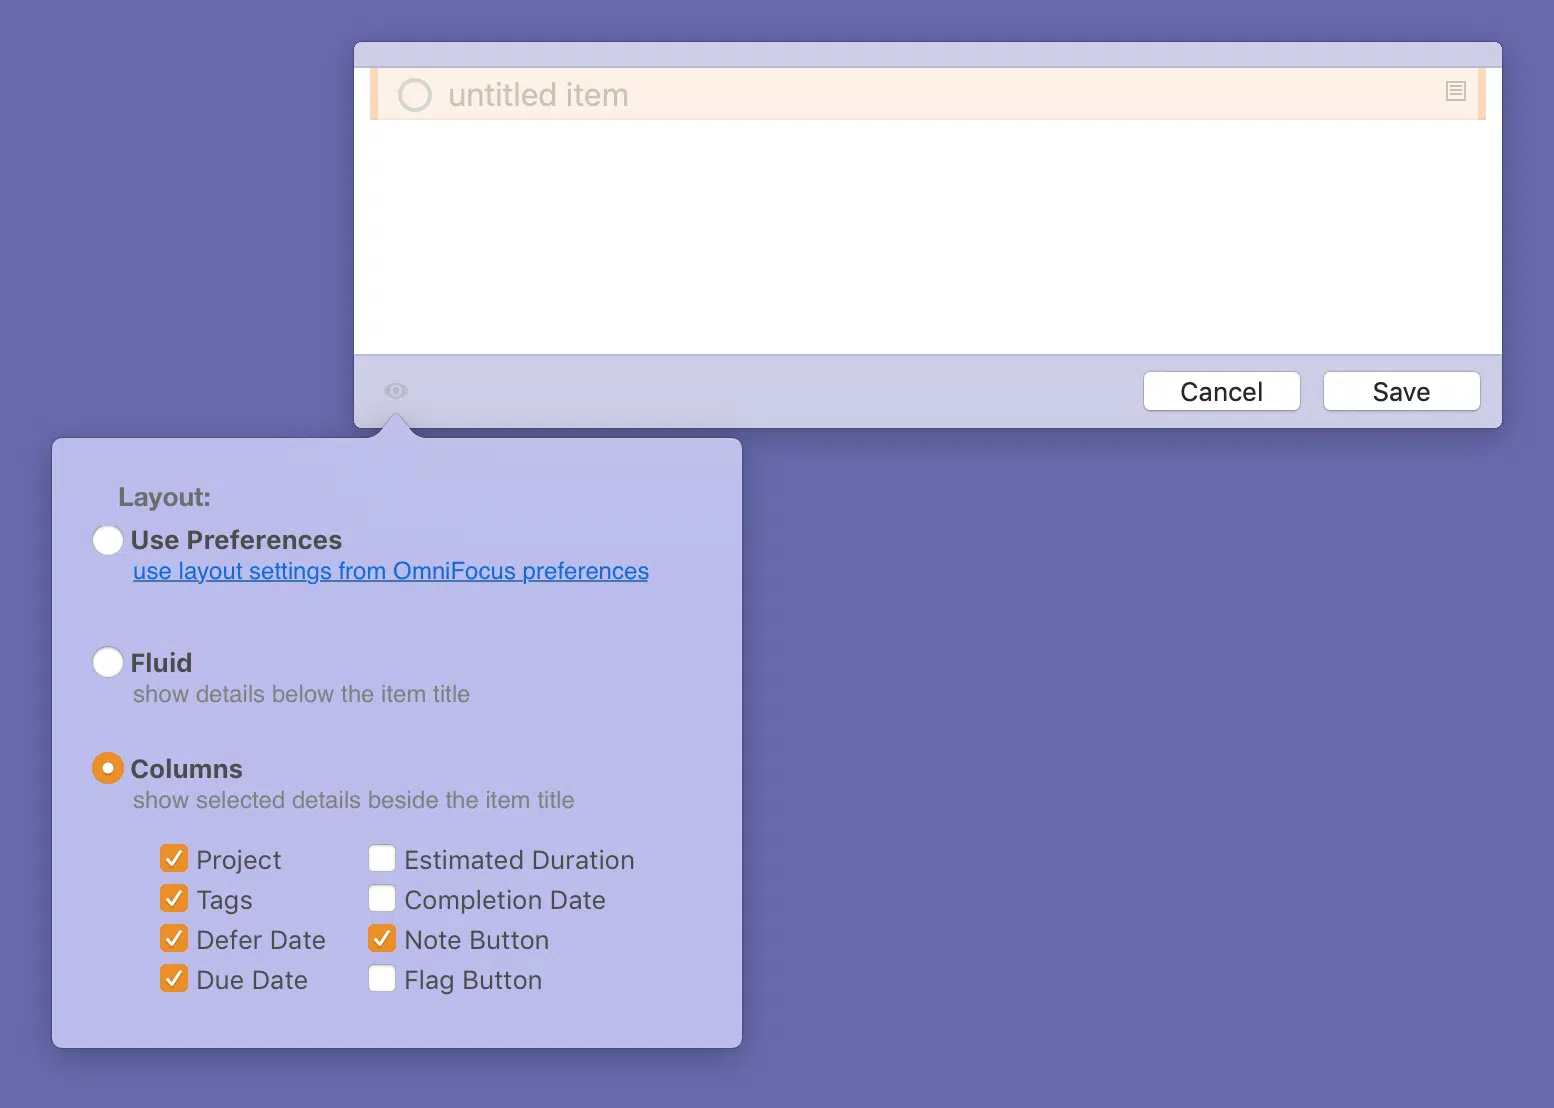 untitled item
Cancel
Save
Layout:
Use Preferences
use layout settings from OmniFocus preferences
Fluid
show details below the item title
Columns
show selected details beside the item title
Project
Estimated Duration
Tags
Completion Date
Defer Date
Note Button
Due Date
Flag Button